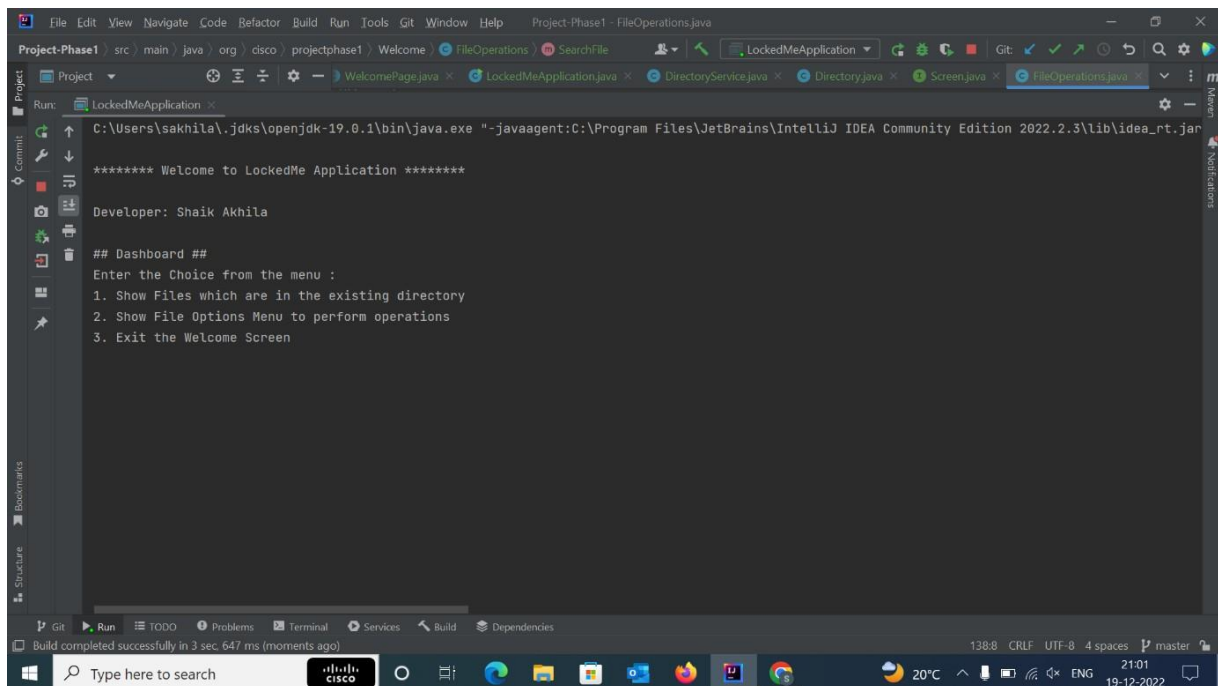 File Edit View Navigate Code Refactor Build Run Tools Git Window Help Project-Phase1 - FileOperations.java
Project-Phase1 src main java org cisco projectphase1 Welcome FileOperations SearchFile LockedMeApplication Git:
Project WelcomePage.java LockedMeApplication.java DirectoryService.java Directory.java Screen.java FileOperations.java
Run: LockedMeApplication
C:\Users\sakhila\.jdks\openjdk-19.0.1\bin\java.exe "-javaagent:C:\Program Files\JetBrains\IntelliJ IDEA Community Edition 2022.2.3\lib\idea_rt.jar
******** Welcome to LockedMe Application ********
Developer: Shaik Akhila
## Dashboard ##
Enter the Choice from the menu :
1. Show Files which are in the existing directory
2. Show File Options Menu to perform operations
3. Exit the Welcome Screen
Project
Commit
Bookmarks
Structure
Maven
Notifications
Git Run TODO Problems Terminal Services Build Dependencies
Build completed successfully in 3 sec, 647 ms (moments ago) 138:8 CRLF UTF-8 4 spaces master
Type here to search CISCO 20°C ENG 21:01
19-12-2022